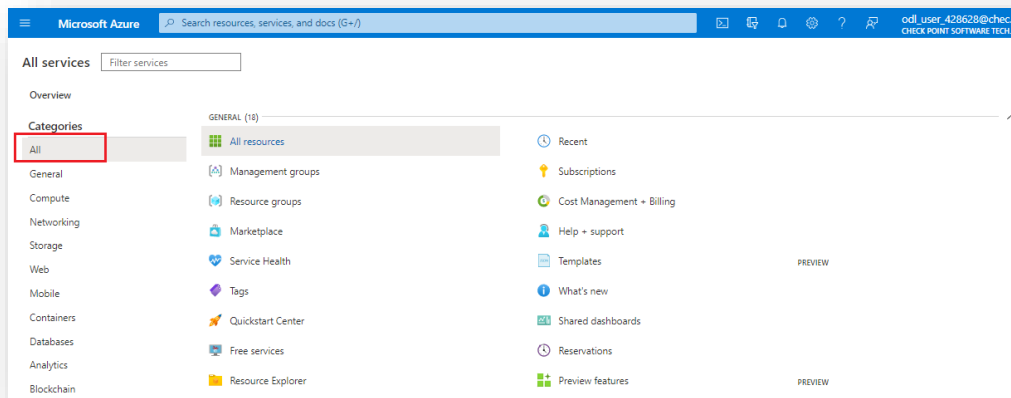 Microsoft Azure
Search resources, services, and docs (G+/)
odl_user_428628@chec
CHECK POINT SOFTWARE TECH.
All services
Filter services
Overview
Categories
All
General
Compute
Networking
Storage
Web
Mobile
Containers
Databases
Analytics
Blockchain
GENERAL (18)
All resources
Management groups
Resource groups
Marketplace
Service Health
Tags
Quickstart Center
Free services
Resource Explorer
Recent
Subscriptions
Cost Management + Billing
Help + support
Templates PREVIEW
What's new
Shared dashboards
Reservations
Preview features PREVIEW